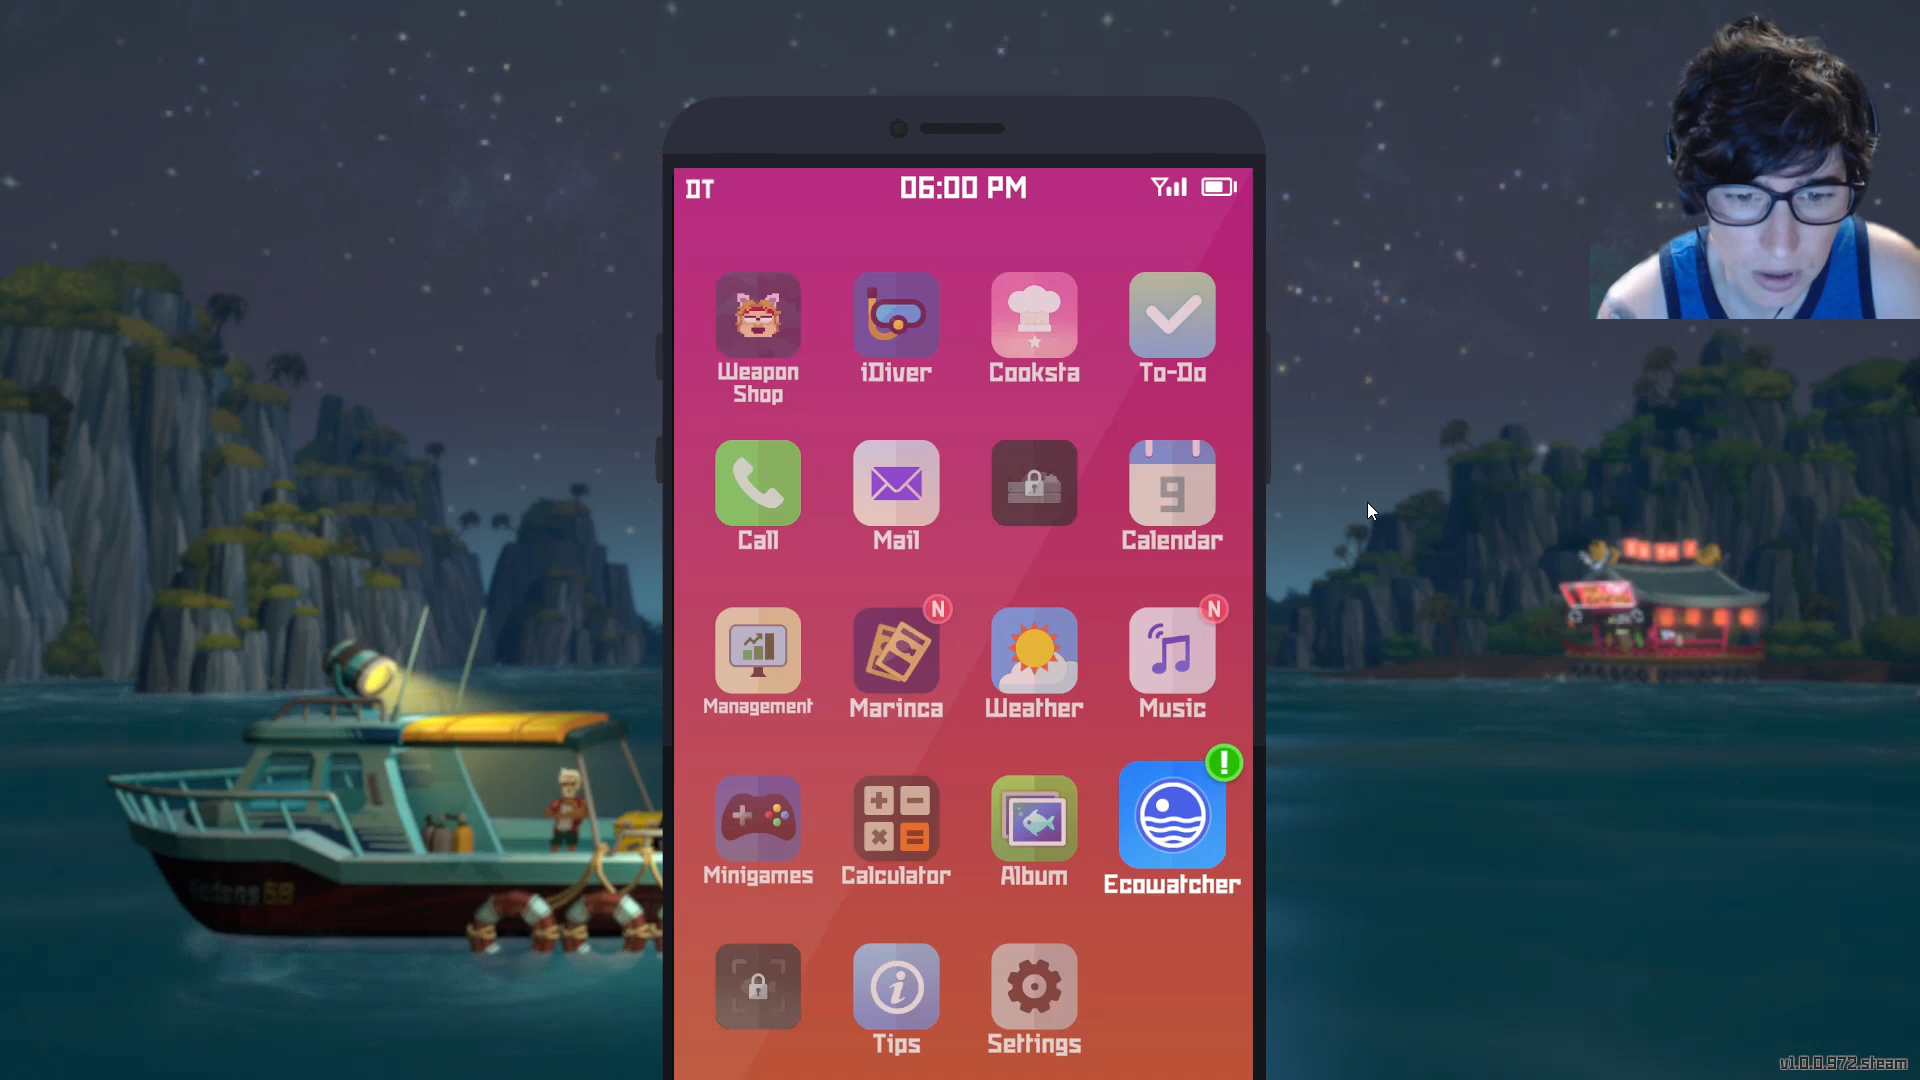 DT
06:00 PM
Weapon
Shop
iDiver
Cooksta
To-Do
Call
Mail
9
Calendar
N
N
Management
Marinca
Weather
Music
!
Minigames
Calculator
Album
Ecowatcher
Tips
Settings
v1.0.0.972.steam